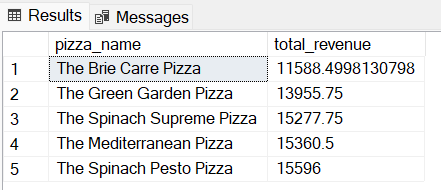 Results Messages
pizza_name total_revenue
1 The Brie Carre Pizza 11588.4998130798
2 The Green Garden Pizza 13955.75
3 The Spinach Supreme Pizza 15277.75
4 The Mediterranean Pizza 15360.5
5 The Spinach Pesto Pizza 15596